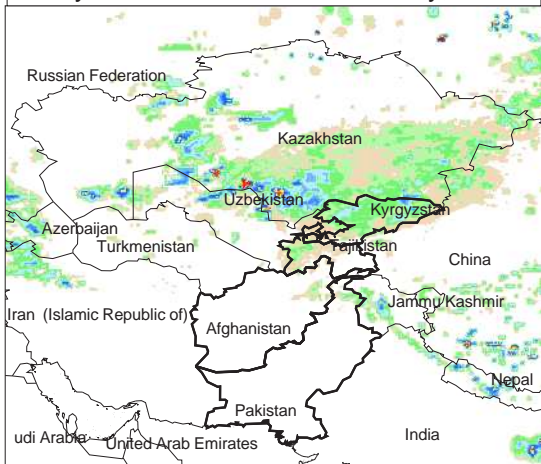 Russian Federation
Kazakhstan
Uzbekistan
Kyrgyzstan
Azerbaijan
Turkmenistan
Tajikistan
China
Iran (Islamic Republic of)
Jammu Kashmir
Afghanistan
Nepal
Pakistan
udi Arabia
United Arab Emirates
India